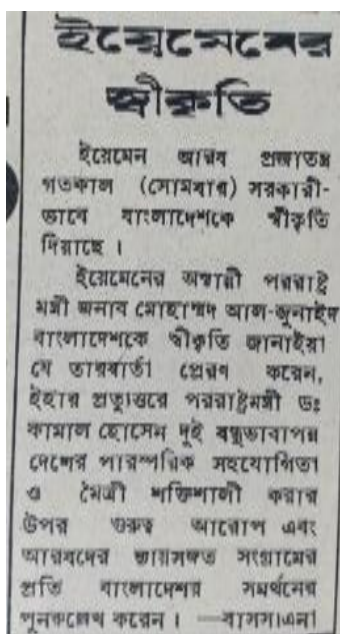 ইয়েমেনের
স্বীকৃতি
ইয়েমেন আরব প্রজাতন্ত্র
গতকাল (সোমবার) সরকারী-
ভাবে বাংলাদেশকে স্বীকৃতি
দিয়াছে ।
ইয়েমেনের অস্থায়ী পররাষ্ট্র
মন্ত্রী জনাব মোহাম্মদ আল-জুনাইদ
বাংলাদেশকে স্বীকৃতি জানাইয়া
যে তারবার্তা প্রেরণ করেন,
ইহার প্রত্যুত্তরে পররাষ্ট্রমন্ত্রী ডঃ
কামাল হোসেন দুই বন্ধুভাবাপন্ন
দেশের পারস্পরিক সহযোগিতা
ও মৈত্রী শক্তিশালী করার
উপর গুরুত্ব আরোপ এবং
আরবদের ন্যায়সঙ্গত সংগ্রামের
প্রতি বাংলাদেশের সমর্থনের
পুনরুল্লেখ করেন । —বাসস/এনা